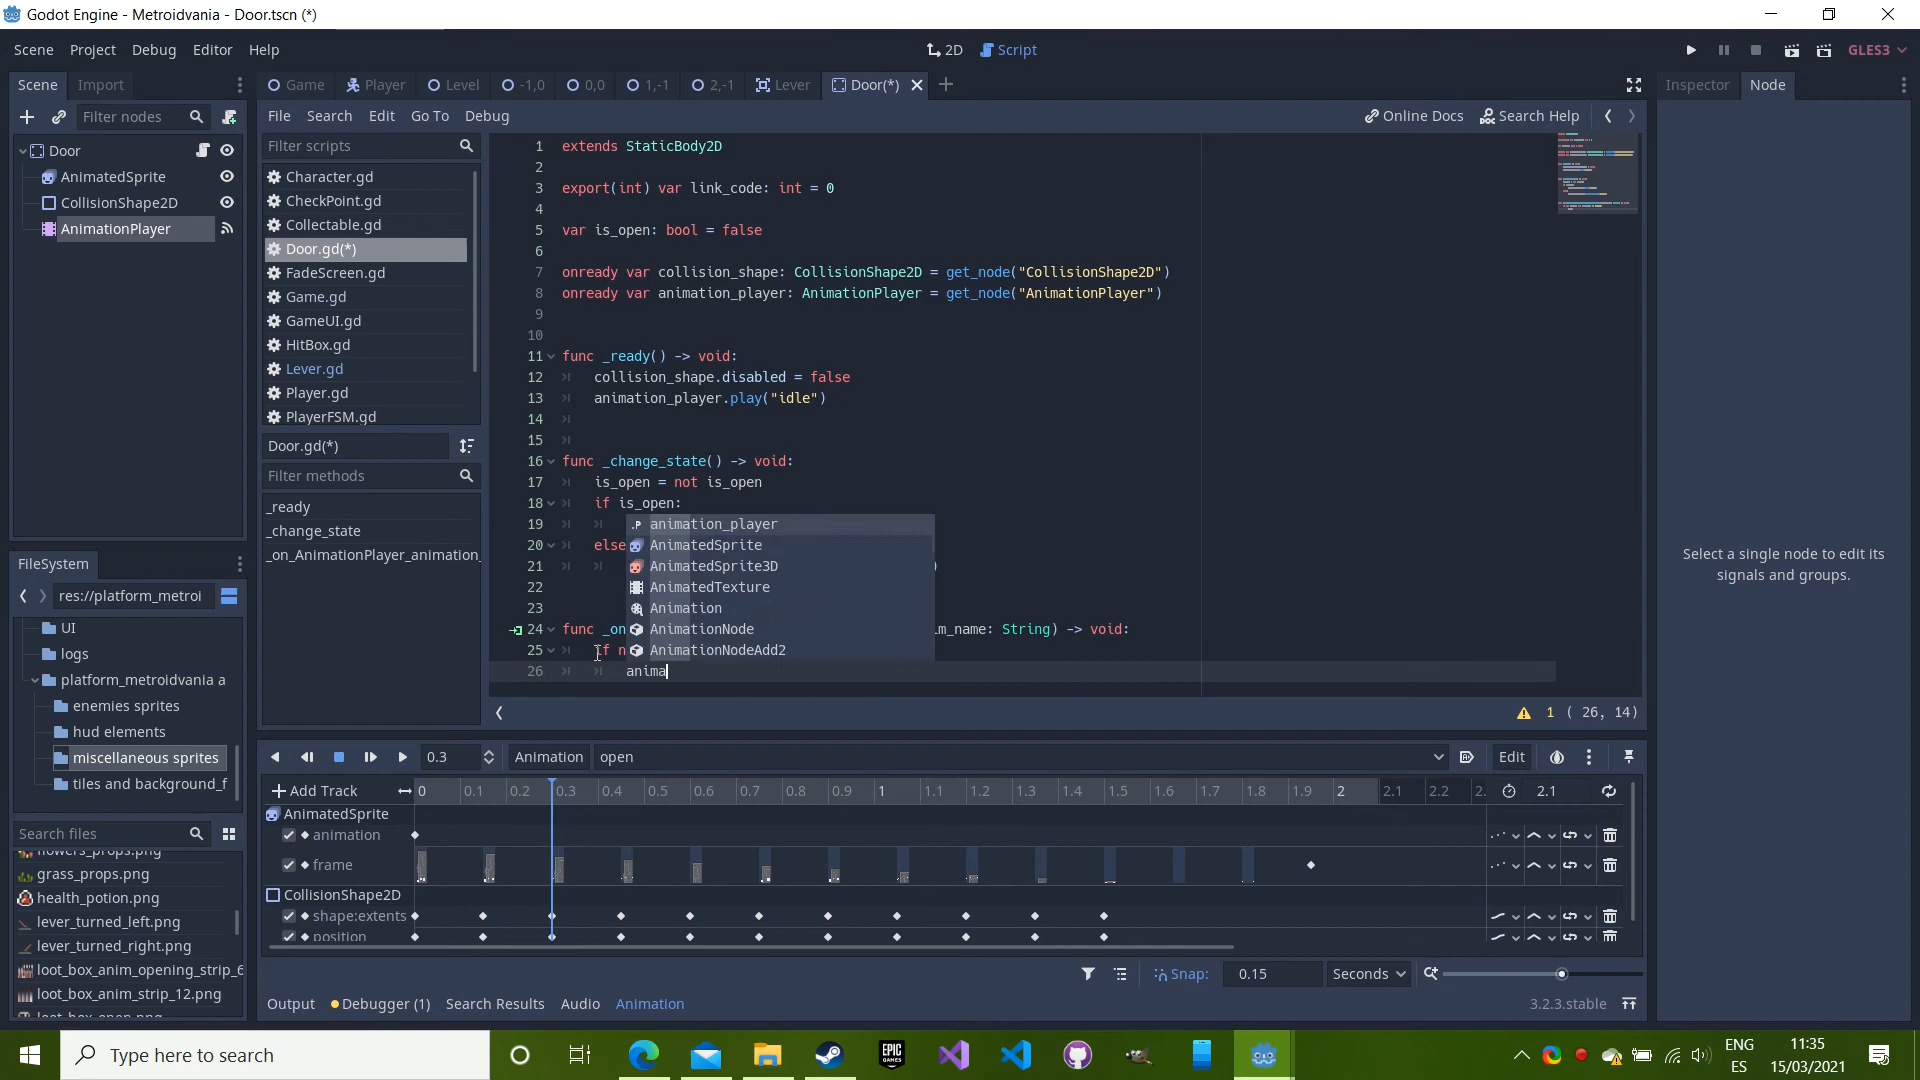 Godot Engine - Metroidvania - Door.tscn (*)
Scene Project Debug Editor Help
2D Script
GLES3
Scene Import
Game Player Level -1,0 0,0 1,-1 2,-1 Lever Door(*)
Inspector Node
Filter nodes
File Search Edit Go To Debug
Online Docs Search Help
Door
AnimatedSprite
CollisionShape2D
AnimationPlayer
Filter scripts
Character.gd
CheckPoint.gd
Collectable.gd
Door.gd(*)
FadeScreen.gd
Game.gd
GameUI.gd
HitBox.gd
Lever.gd
Player.gd
PlayerFSM.gd
Door.gd(*)
Filter methods
_ready
_change_state
_on_AnimationPlayer_animation_
1 extends StaticBody2D
2
3 export(int) var link_code: int = 0
4
5 var is_open: bool = false
6
7 onready var collision_shape: CollisionShape2D = get_node("CollisionShape2D")
8 onready var animation_player: AnimationPlayer = get_node("AnimationPlayer")
9
10
11 func _ready() -> void:
12 collision_shape.disabled = false
13 animation_player.play("idle")
14
15
16 func _change_state() -> void:
17 is_open = not is_open
18 if is_open:
19
20 else
21 )
22
23
24 func _on m_name: String) -> void:
25 if n
26 anima
animation_player
AnimatedSprite
AnimatedSprite3D
AnimatedTexture
Animation
AnimationNode
AnimationNodeAdd2
1 ( 26, 14)
Select a single node to edit its
signals and groups.
FileSystem
res://platform_metroi
UI
logs
platform_metroidvania a
enemies sprites
hud elements
miscellaneous sprites
tiles and background_f
Search files
flowers_props.png
grass_props.png
health_potion.png
lever_turned_left.png
lever_turned_right.png
loot_box_anim_opening_strip_6
loot_box_anim_strip_12.png
loot_box_open.png
0.3 Animation open Edit
Add Track 0 0.1 0.2 0.3 0.4 0.5 0.6 0.7 0.8 0.9 1 1.1 1.2 1.3 1.4 1.5 1.6 1.7 1.8 1.9 2 2.1 2.2 2. 2.1
AnimatedSprite
animation
frame
CollisionShape2D
shape:extents
position
Snap: 0.15 Seconds
Output Debugger (1) Search Results Audio Animation
3.2.3.stable
Type here to search
EPIC
GAMES
ENG
ES
11:35
15/03/2021